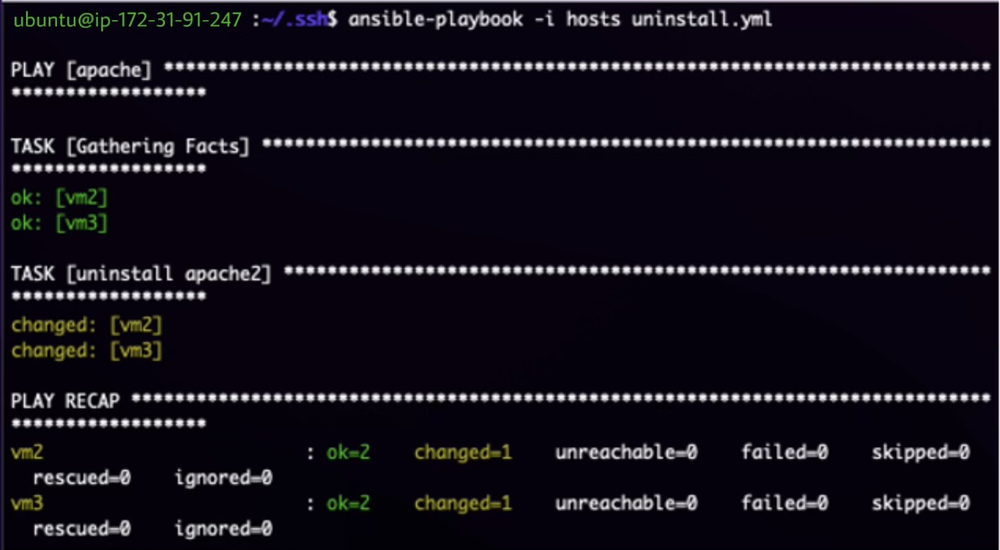 ubuntu@ip-172-31-91-247 :~/.ssh$ ansible-playbook -i hosts uninstall.yml
PLAY [apache] ****************************************************************************
******************
TASK [Gathering Facts] *******************************************************************
******************
ok: [vm2]
ok: [vm3]
TASK [uninstall apache2] *****************************************************************
******************
changed: [vm2]
changed: [vm3]
PLAY RECAP *******************************************************************************
******************
vm2 : ok=2 changed=1 unreachable=0 failed=0 skipped=0
rescued=0 ignored=0
vm3 : ok=2 changed=1 unreachable=0 failed=0 skipped=0
rescued=0 ignored=0